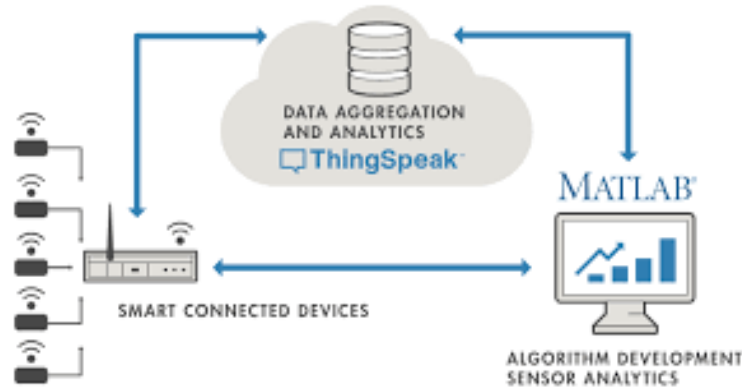 DATA AGGREGATION
AND ANALYTICS
ThingSpeak™
MATLAB®
SMART CONNECTED DEVICES
ALGORITHM DEVELOPMENT
SENSOR ANALYTICS